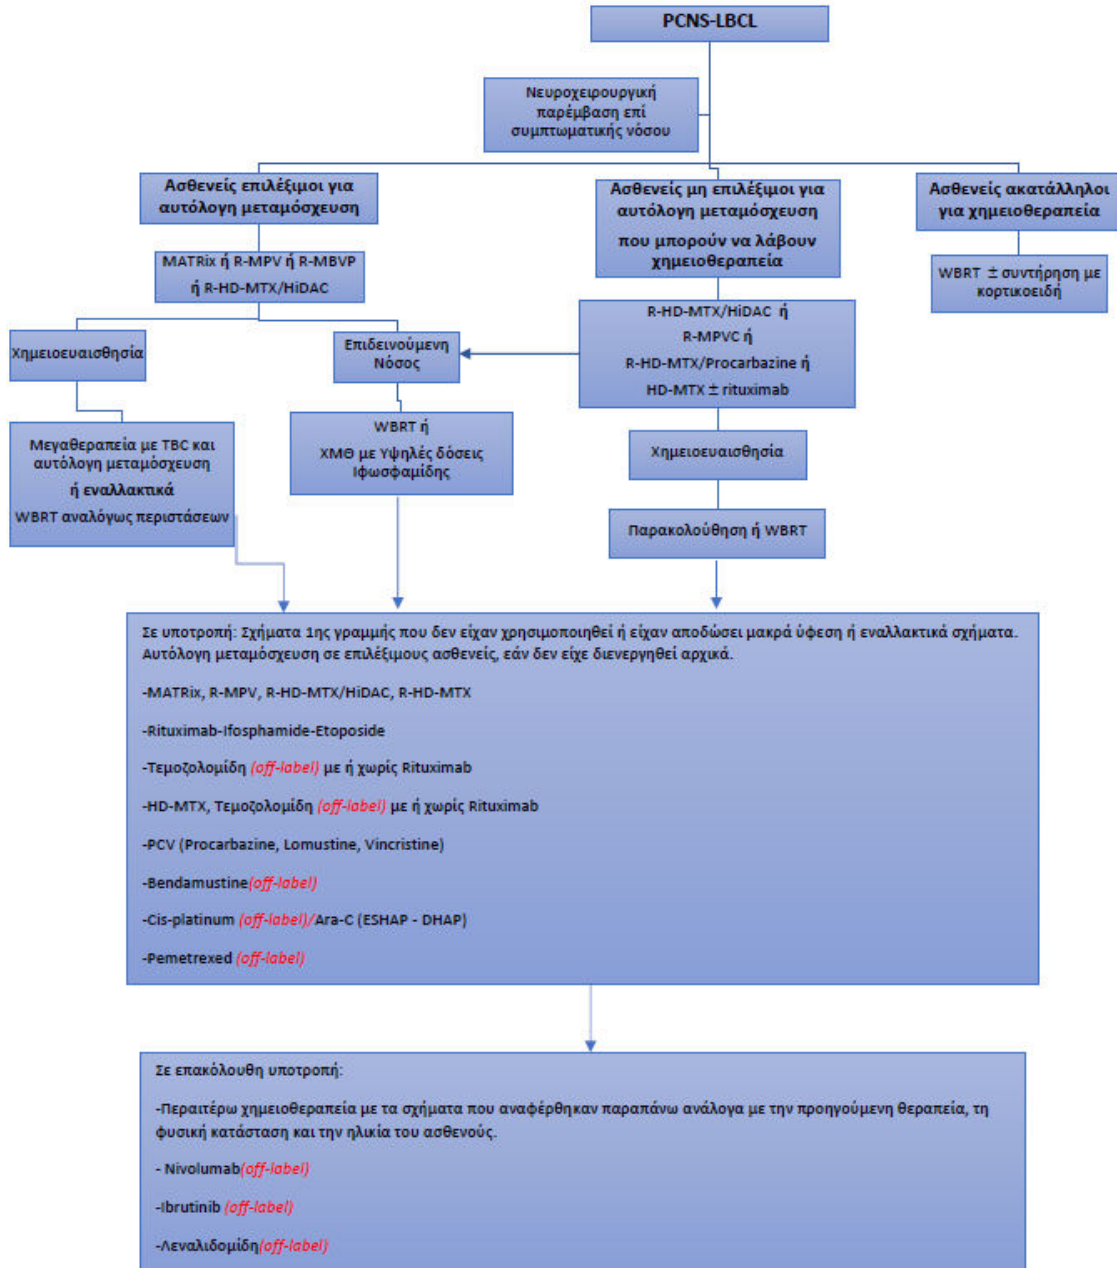 PCNS-LBCL
Νευροχειρουργική
παρέμβαση επί
συμπτωματικής νόσου
Ασθενείς επιλέξιμοι για
αυτόλογη μεταμόσχευση
Ασθενείς μη επιλέξιμοι για
αυτόλογη μεταμόσχευση
που μπορούν να λάβουν
χημειοθεραπεία
Ασθενείς ακατάλληλοι
για χημειοθεραπεία
MATRix ή R-MPV ή R-MBVP
ή R-HD-MTX/HiDAC
WBRT ± συντήρηση με
κορτικοειδή
R-HD-MTX/HiDAC ή
R-MPVC ή
R-HD-MTX/Procarbazine ή
HD-MTX ± rituximab
Χημειοευαισθησία
Επιδεινούμενη
Νόσος
Μεγαθεραπεία με TBC και
αυτόλογη μεταμόσχευση
ή εναλλακτικά
WBRT αναλόγως περιστάσεων
WBRT ή
ΧΜΘ με Υψηλές δόσεις
Ιφωσφαμίδης
Χημειοευαισθησία
Παρακολούθηση ή WBRT
Σε υποτροπή: Σχήματα 1ης γραμμής που δεν είχαν χρησιμοποιηθεί ή είχαν αποδώσει μακρά ύφεση ή εναλλακτικά σχήματα.
Αυτόλογη μεταμόσχευση σε επιλέξιμους ασθενείς, εάν δεν είχε διενεργηθεί αρχικά.
-MATRix, R-MPV, R-HD-MTX/HiDAC, R-HD-MTX
-Rituximab-Ifosphamide-Etoposide
-Τεμοζολομίδη (off-label) με ή χωρίς Rituximab
-HD-MTX, Τεμοζολομίδη (off-label) με ή χωρίς Rituximab
-PCV (Procarbazine, Lomustine, Vincristine)
-Bendamustine(off-label)
-Cis-platinum (off-label)/Ara-C (ESHAP - DHAP)
-Pemetrexed (off-label)
Σε επακόλουθη υποτροπή:
-Περαιτέρω χημειοθεραπεία με τα σχήματα που αναφέρθηκαν παραπάνω ανάλογα με την προηγούμενη θεραπεία, τη
φυσική κατάσταση και την ηλικία του ασθενούς.
- Nivolumab(off-label)
-Ibrutinib (off-label)
-Λεναλιδομίδη(off-label)